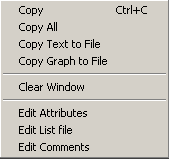 Copy Ctrl+C
Copy All
Copy Text to File
Copy Graph to File
Clear Window
Edit Attributes
Edit List file
Edit Comments